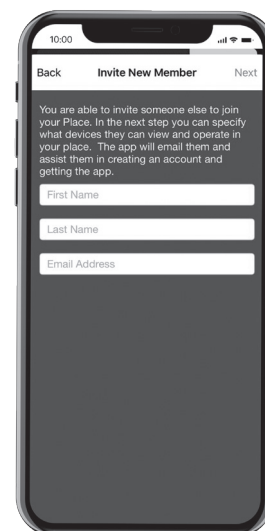 10:00
Back Invite New Member Next
You are able to invite someone else to join
your Place. In the next step you can specify
what devices they can view and operate in
your place. The app will email them and
assist them in creating an account and
getting the app.
First Name
Last Name
Email Address